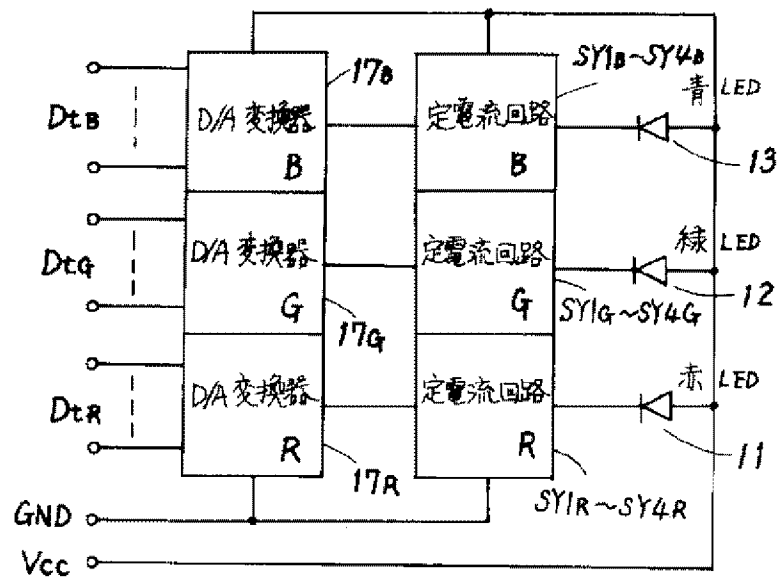 17B
SY1B~SY4B
青 LED
DtB
D/A 変換器
B
定電流回路
B
13
緑 LED
DtG
D/A 変換器
G
定電流回路
G
12
17G
SY1G~SY4G
赤 LED
DtR
D/A 変換器
R
定電流回路
R
11
17R
SY1R~SY4R
GND
Vcc